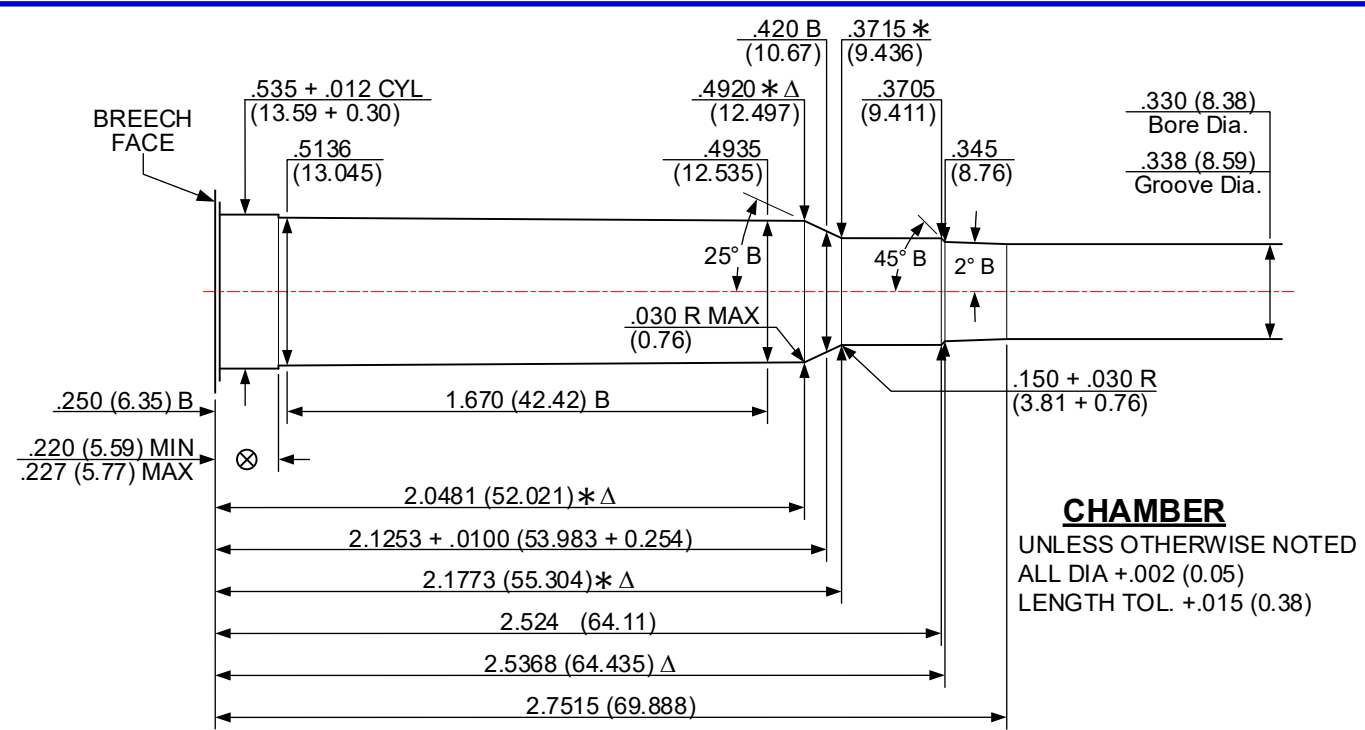 .420 B
(10.67)
.3715 ∗
(9.436)
.535 + .012 CYL
(13.59 + 0.30)
.4920 ∗ Δ
(12.497)
.3705
(9.411)
.330 (8.38)
Bore Dia.
BREECH
FACE
.5136
(13.045)
.4935
(12.535)
.345
(8.76)
.338 (8.59)
Groove Dia.
25° B
45° B
2° B
.030 R MAX
(0.76)
.250 (6.35) B
1.670 (42.42) B
.150 + .030 R
(3.81 + 0.76)
.220 (5.59) MIN
.227 (5.77) MAX
⊗
2.0481 (52.021) ∗ Δ
2.1253 + .0100 (53.983 + 0.254)
2.1773 (55.304) ∗ Δ
2.524 (64.11)
2.5368 (64.435) Δ
2.7515 (69.888)
CHAMBER
UNLESS OTHERWISE NOTED
ALL DIA +.002 (0.05)
LENGTH TOL. +.015 (0.38)